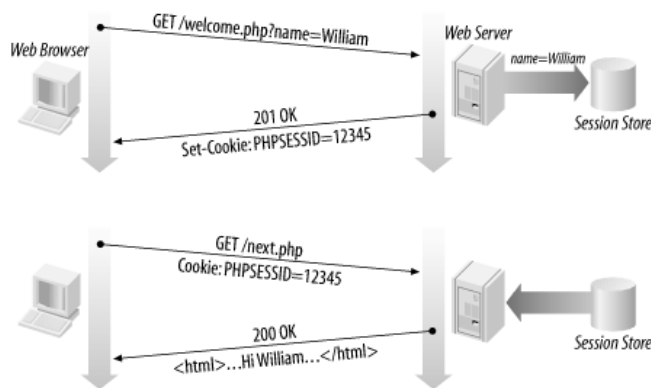 GET /welcome.php?name=William
Web Browser
Web Server
name=William
201 OK
Set-Cookie: PHPSESSID=12345
Session Store
GET /next.php
Cookie: PHPSESSID=12345
200 OK
<html>...Hi William...</html>
Session Store